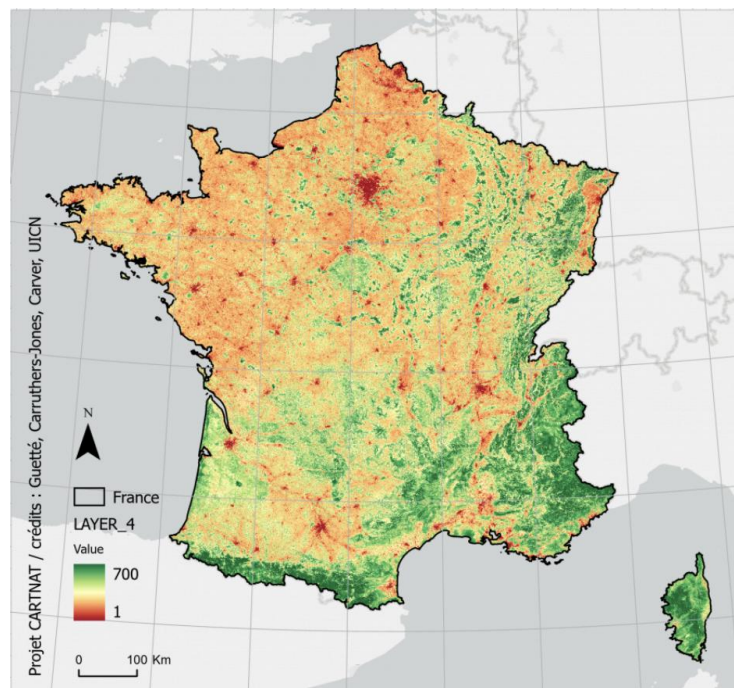 Projet CARTNAT / crédits : Guetté, Carruthers-Jones, Carver, UICN
N
France
LAYER_4
Value
700
1
0 100 Km